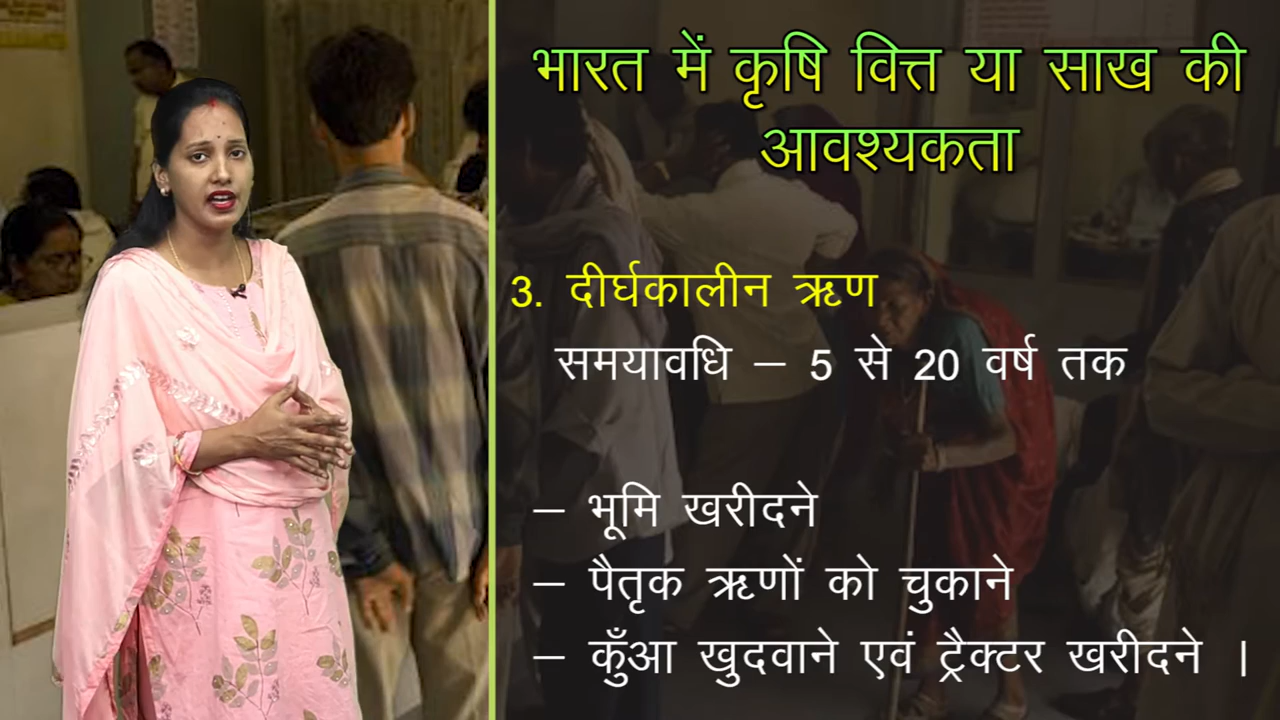 भारत में कृषि वित्त या साख की
आवश्यकता
3. दीर्घकालीन ऋण
समयावधि – 5 से 20 वर्ष तक
– भूमि खरीदने
– पैतृक ऋणों को चुकाने
– कुँआ खुदवाने एवं ट्रैक्टर खरीदने ।